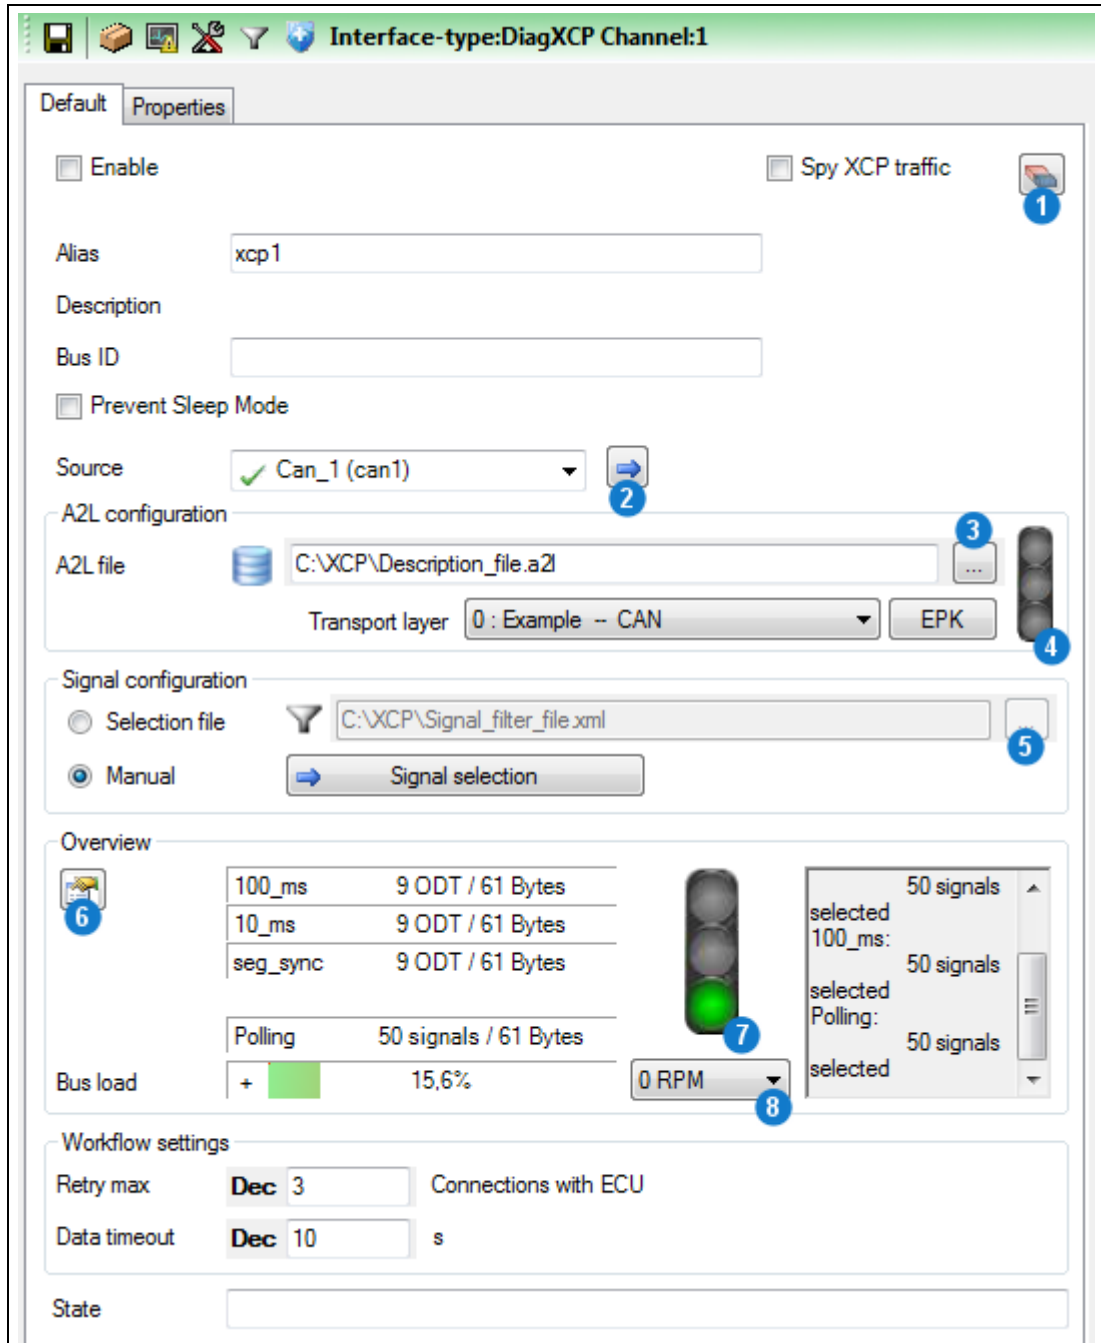 Interface-type:DiagXCP Channel:1
Default Properties
Enable Spy XCP traffic
1
Alias xcp1
Description
Bus ID
Prevent Sleep Mode
Source Can_1 (can1)
2
A2L configuration
3
A2L file C:\XCP\Description_file.a2l ...
Transport layer 0 : Example -- CAN EPK
4
Signal configuration
Selection file C:\XCP\Signal_filter_file.xml ...
5
Manual Signal selection
Overview
6
100_ms 9 ODT / 61 Bytes
10_ms 9 ODT / 61 Bytes
seg_sync 9 ODT / 61 Bytes
Polling 50 signals / 61 Bytes
7
Bus load + 15,6% 0 RPM
8
50 signals
selected
100_ms:
50 signals
selected
Polling:
50 signals
selected
Workflow settings
Retry max Dec 3 Connections with ECU
Data timeout Dec 10 s
State